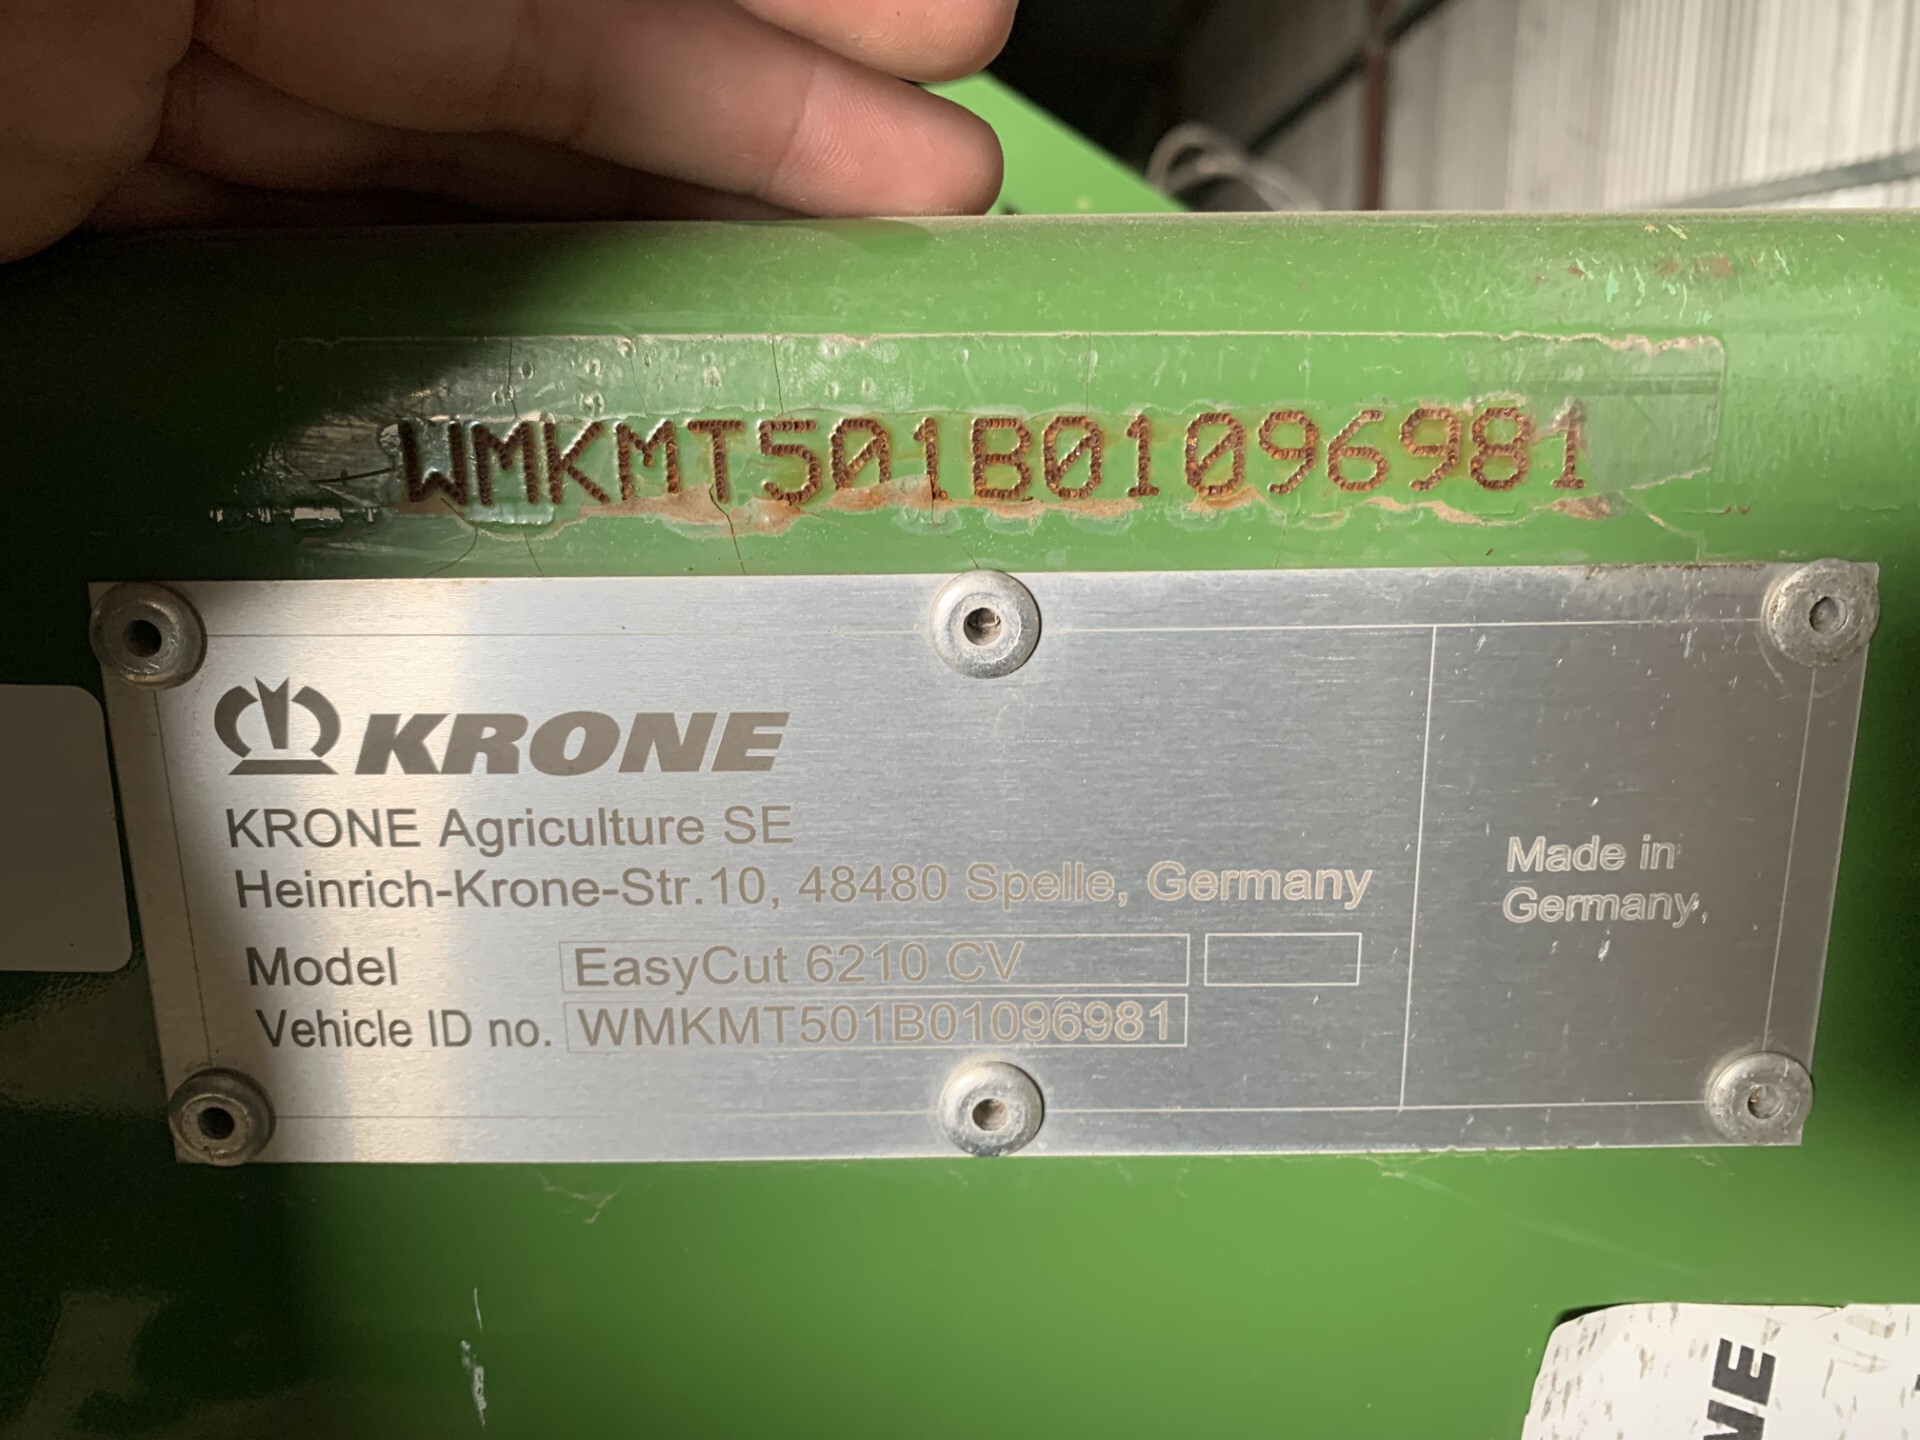 WMKMT501B01096981
KRONE
KRONE Agriculture SE
Heinrich-Krone-Str.10, 48480 Spelle, Germany
Model EasyCut 6210 CV
Vehicle ID no. WMKMT501B01096981
Made in
Germany
NE